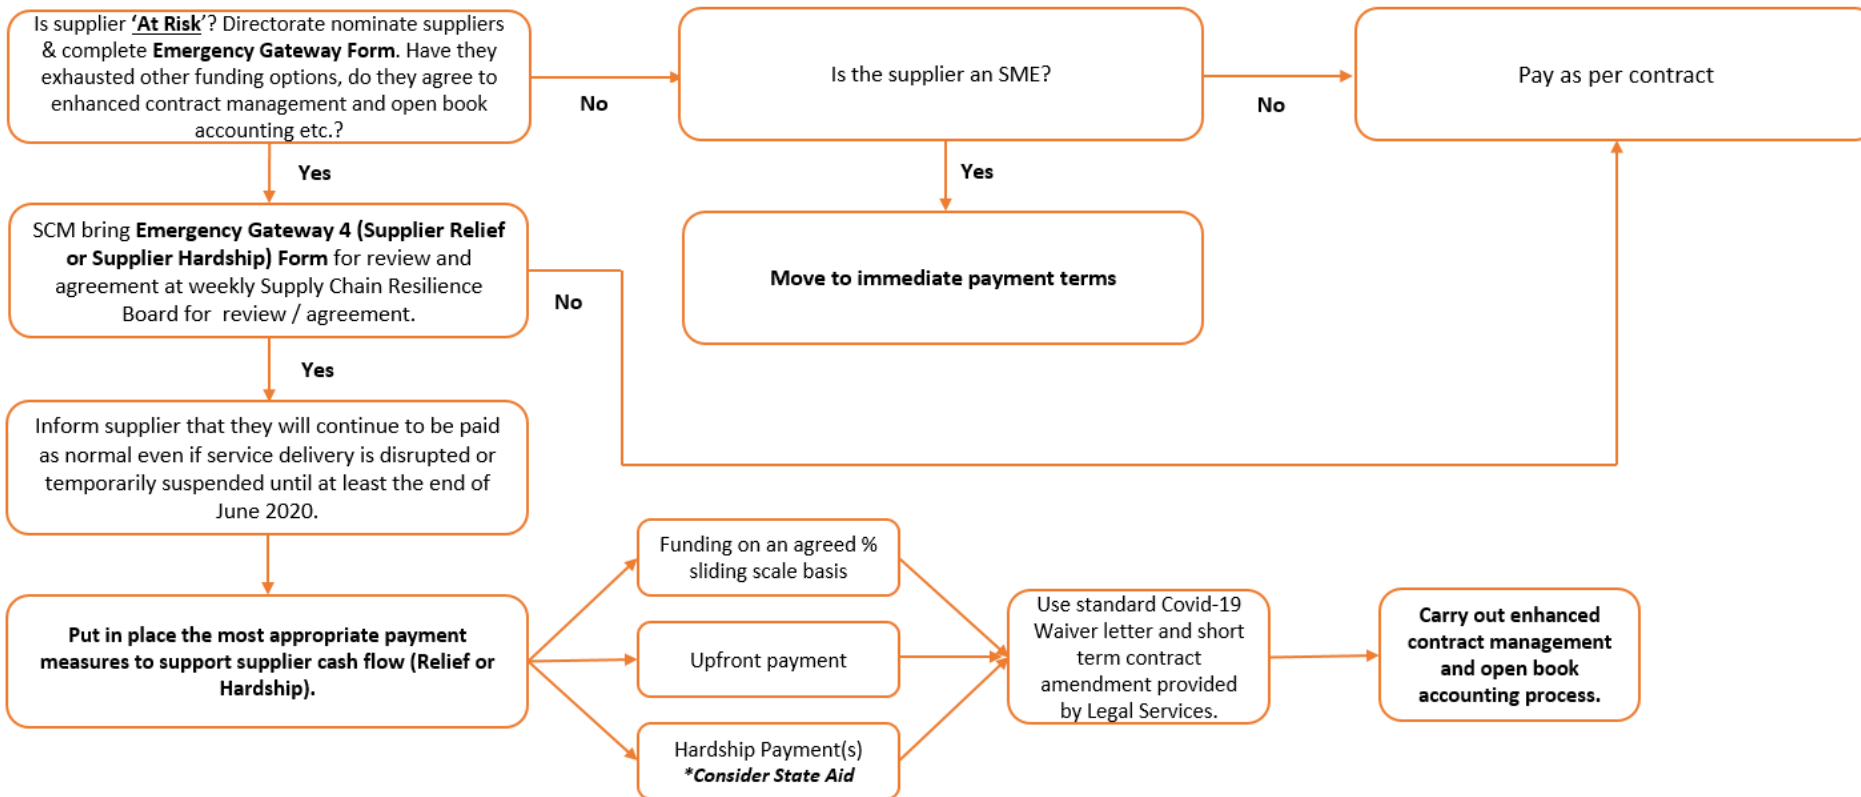 Is supplier ‘At Risk’? Directorate nominate suppliers
& complete Emergency Gateway Form. Have they
exhausted other funding options, do they agree to
enhanced contract management and open book
accounting etc.?
No
Is the supplier an SME?
No
Pay as per contract
Yes
Yes
SCM bring Emergency Gateway 4 (Supplier Relief
or Supplier Hardship) Form for review and
agreement at weekly Supply Chain Resilience
Board for review / agreement.
No
Move to immediate payment terms
Yes
Inform supplier that they will continue to be paid
as normal even if service delivery is disrupted or
temporarily suspended until at least the end of
June 2020.
Put in place the most appropriate payment
measures to support supplier cash flow (Relief or
Hardship).
Funding on an agreed %
sliding scale basis
Upfront payment
Hardship Payment(s)
*Consider State Aid
Use standard Covid-19
Waiver letter and short
term contract
amendment provided
by Legal Services.
Carry out enhanced
contract management
and open book
accounting process.